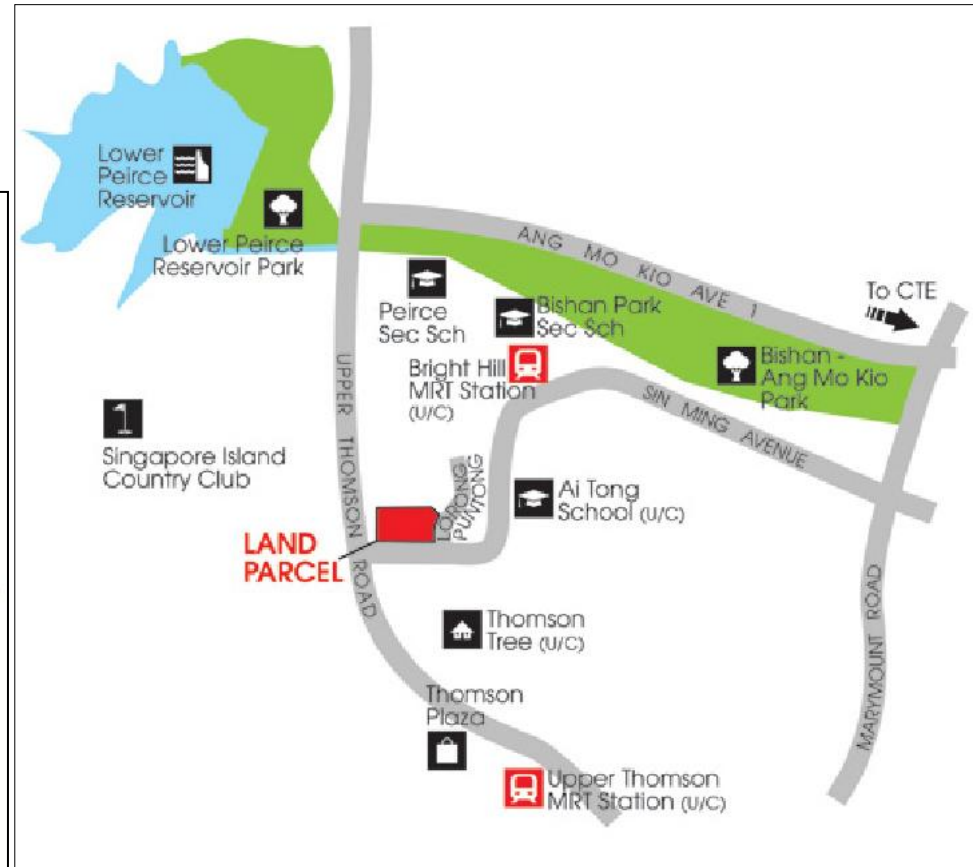 Lower
Peirce
Reservoir
Lower Peirce
Reservoir Park
ANG MO KIO AVE 1
To CTE
Peirce
Sec Sch
Bishan Park
Sec Sch
Bright Hill
MRT Station
(U/C)
Bishan -
Ang Mo Kio
Park
UPPER THOMSON ROAD
SIN MING AVENUE
Singapore Island
Country Club
LORONG
PUNTONG
Ai Tong
School (U/C)
LAND
PARCEL
MARYMOUNT ROAD
Thomson
Tree (U/C)
Thomson
Plaza
Upper Thomson
MRT Station (U/C)